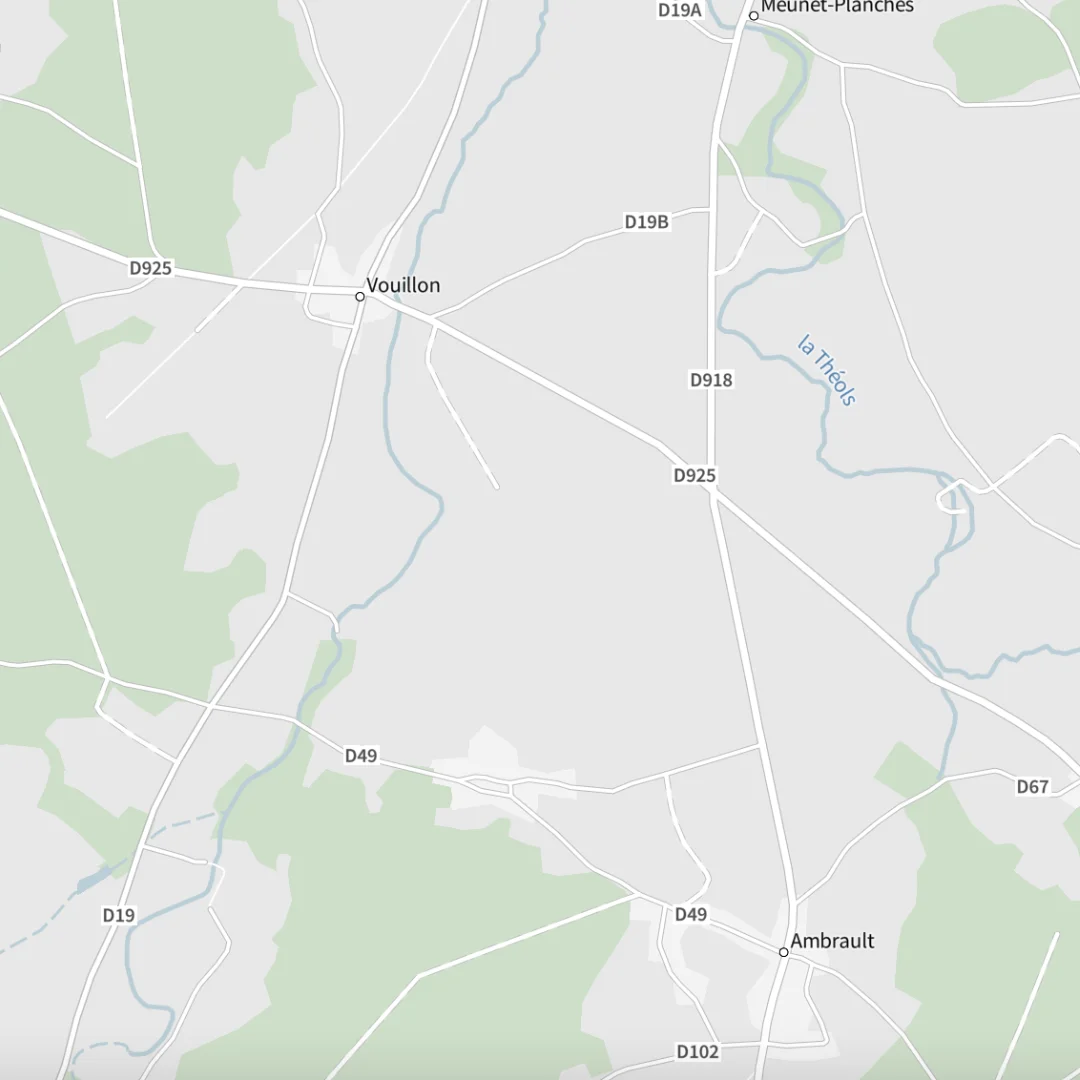 D19A
Meunet-Planches
D19B
D925
Vouillon
la Théols
D918
D925
D49
D67
D19
D49
Ambrault
D102